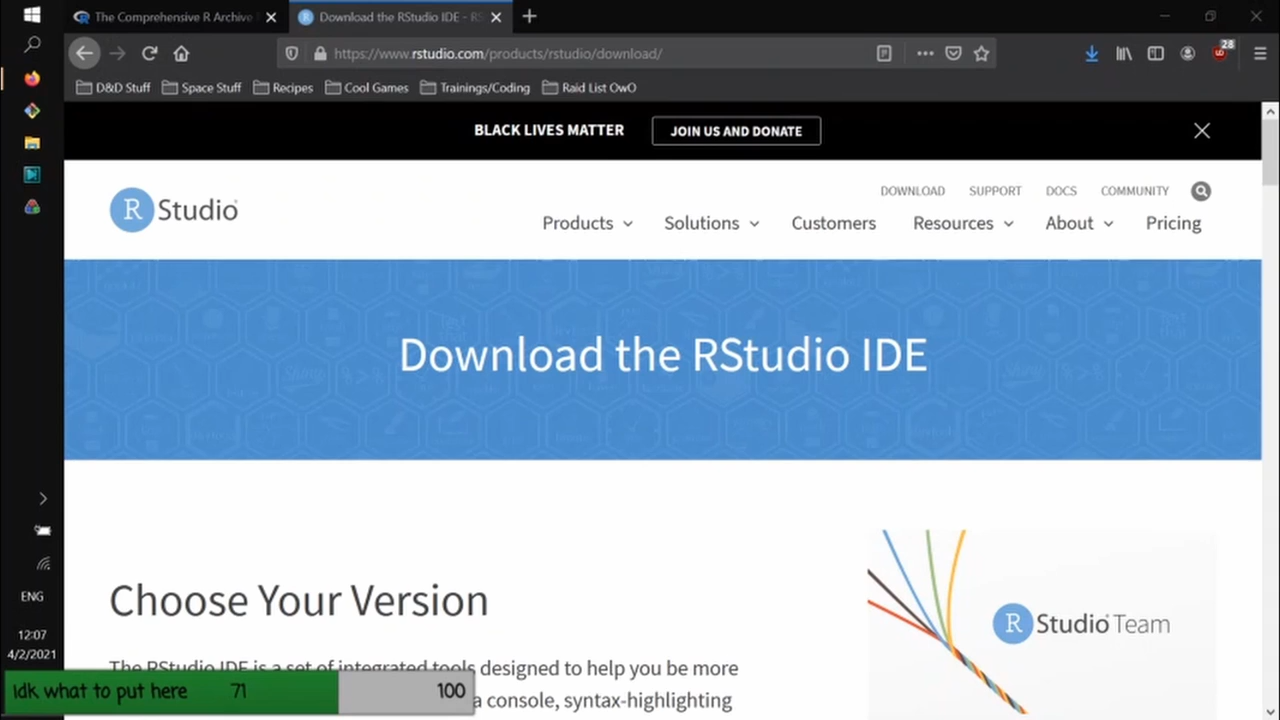 The Comprehensive R Archive
Download the RStudio IDE - RS
https://www.rstudio.com/products/rstudio/download/
28
D&D Stuff
Space Stuff
Recipes
Cool Games
Trainings/Coding
Raid List OwO
BLACK LIVES MATTER
JOIN US AND DONATE
DOWNLOAD
SUPPORT
DOCS
COMMUNITY
R Studio
Products
Solutions
Customers
Resources
About
Pricing
Download the RStudio IDE
Choose Your Version
R Studio Team
The RStudio IDE is a set of integrated tools designed to help you be more
a console, syntax-highlighting
ENG
12:07
4/2/2021
Idk what to put here 71 100